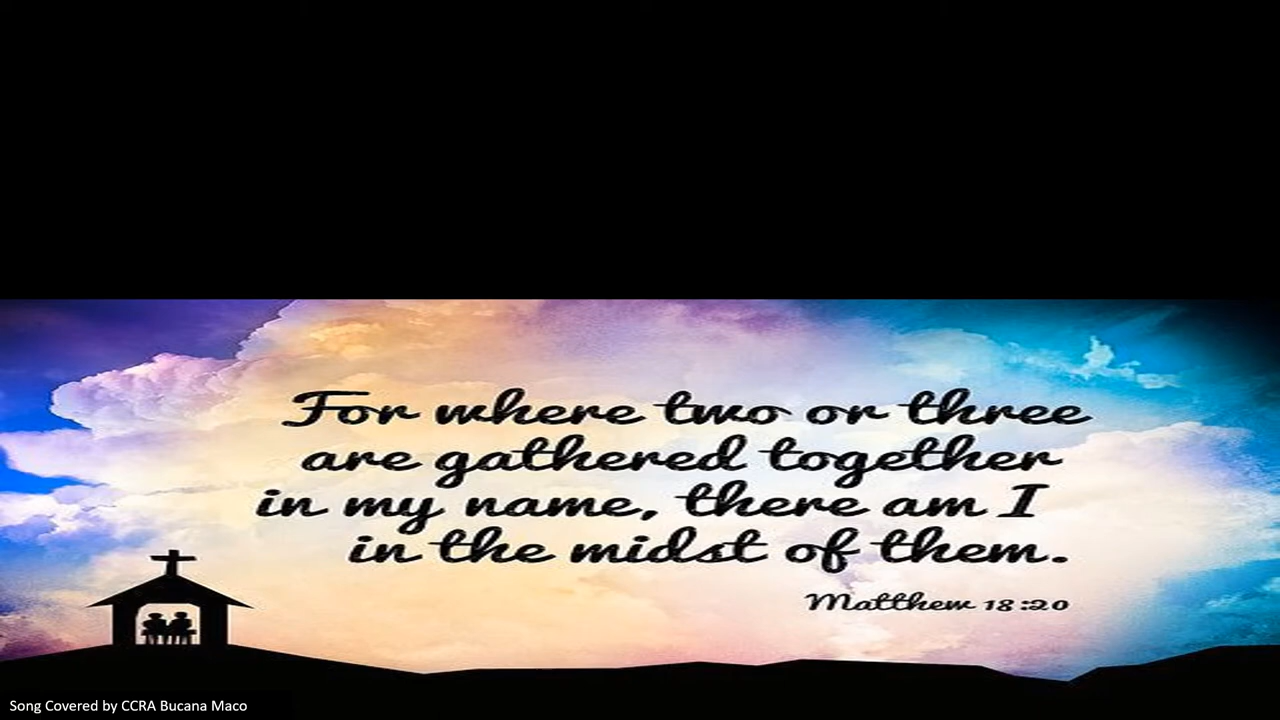 For where two or three
are gathered together
in my name, there am I
in the midst of them.
Matthew 18:20
Song Covered by CCRA Bucana Maco